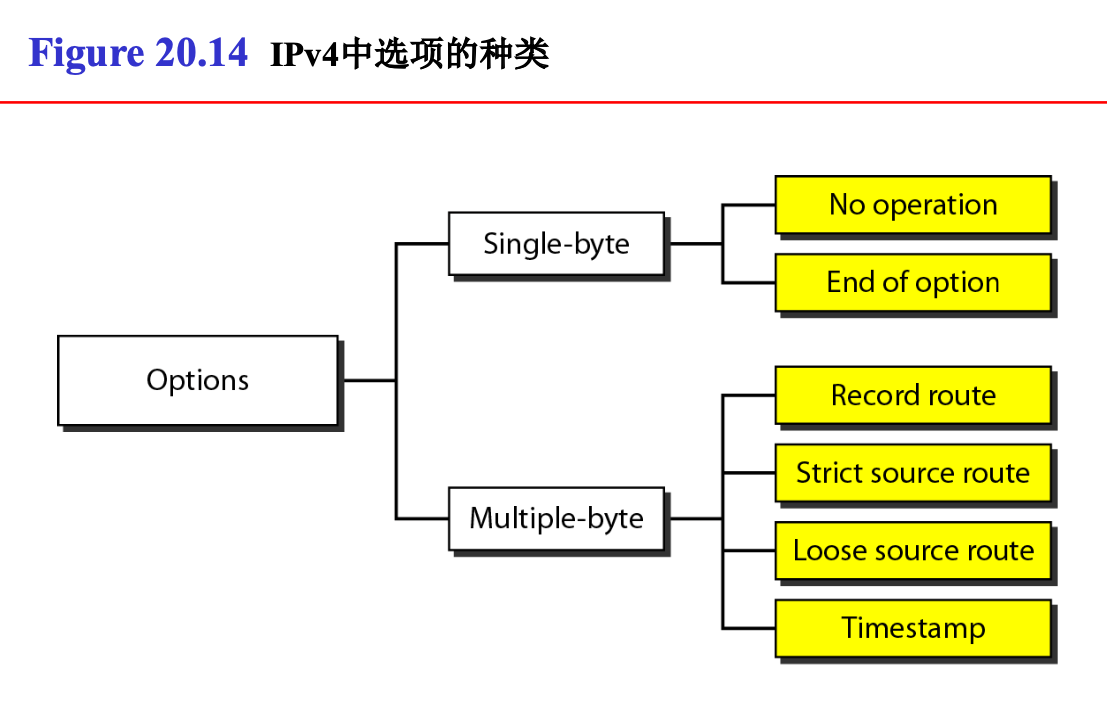 Figure 20.14 IPv4中选项的种类
No operation
Single-byte
End of option
Options
Record route
Strict source route
Multiple-byte
Loose source route
Timestamp